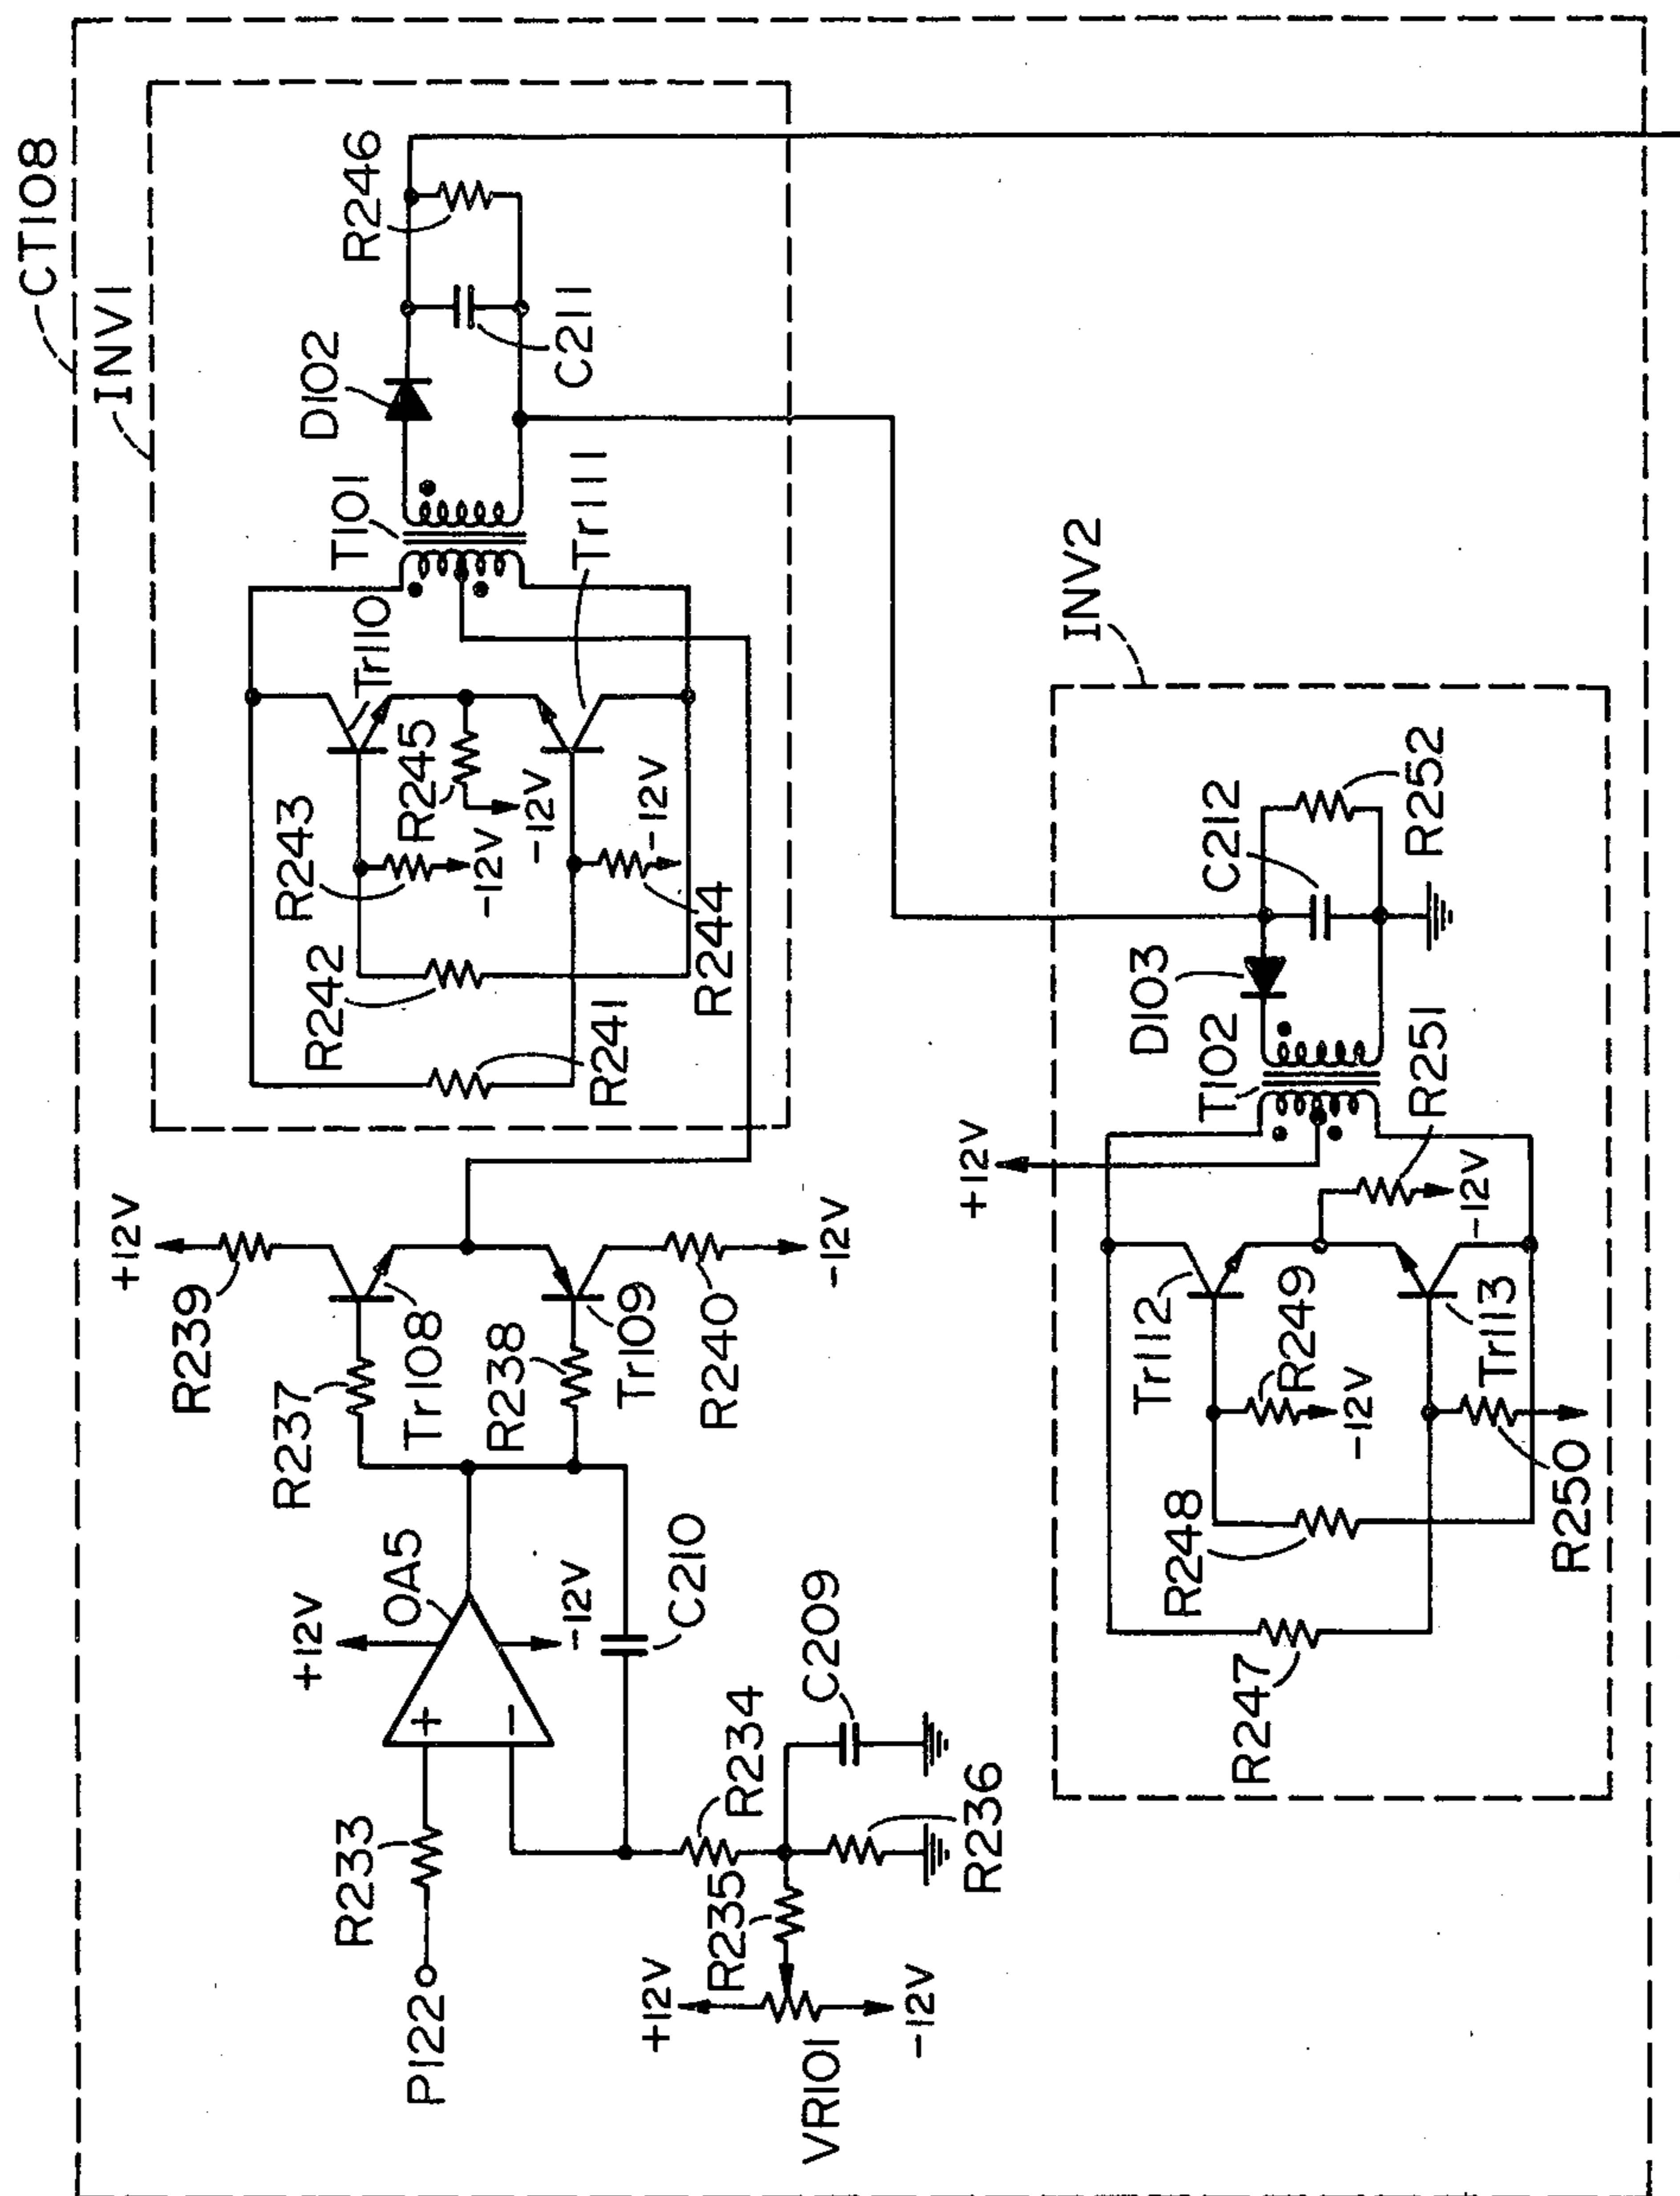 CT108
INV1
R246
D102
C211
T101
Tr110
Tr111
R243
R245
-12V
-12V
-12V
R242
R244
R241
+12V
R239
R237
Tr108
R238
Tr109
R240
-12V
+12V
OA5
+
-
-12V
C210
R233
P122
R234
C209
R235
R236
+12V
VR101
-12V
INV2
C212
R252
D103
T102
R251
+12V
-12V
Tr112
R249
-12V
Tr113
R248
R250
R247